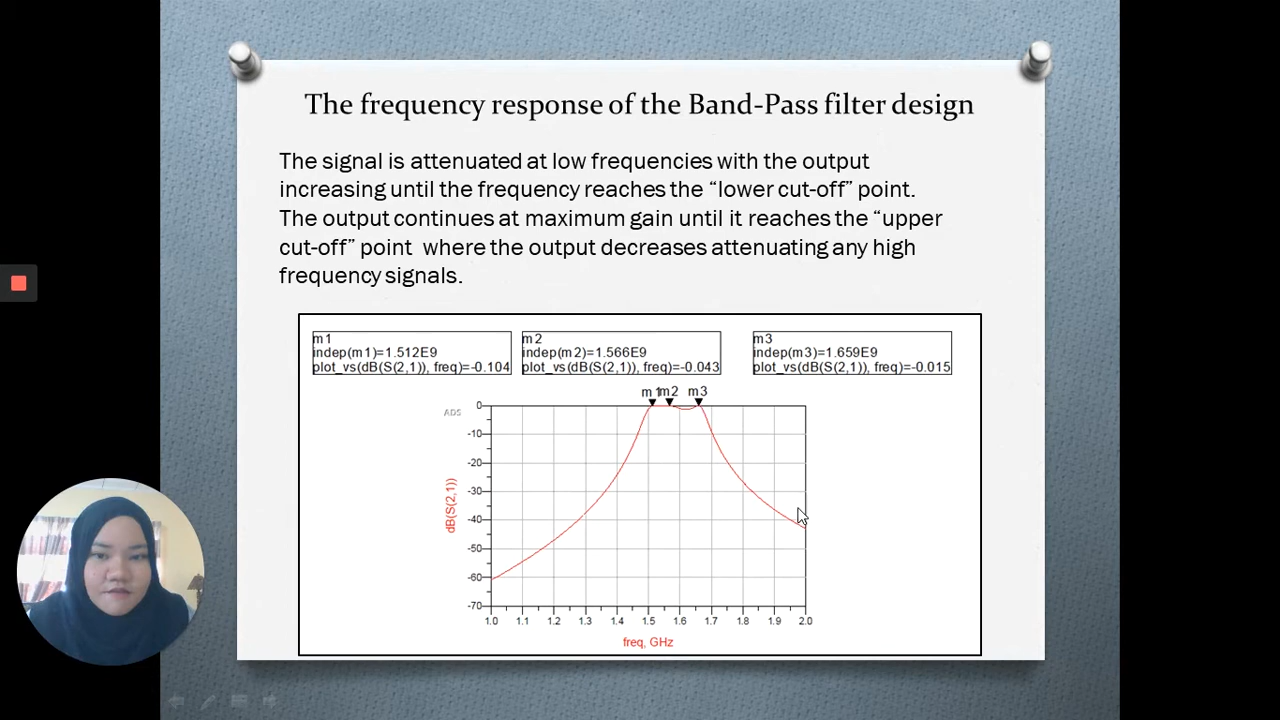 The frequency response of the Band-Pass filter design
The signal is attenuated at low frequencies with the output
increasing until the frequency reaches the “lower cut-off” point.
The output continues at maximum gain until it reaches the “upper
cut-off” point  where the output decreases attenuating any high
frequency signals.
m1
indep(m1)=1.512E9
plot_vs(dB(S(2,1)), freq)=-0.104
m2
indep(m2)=1.566E9
plot_vs(dB(S(2,1)), freq)=-0.043
m3
indep(m3)=1.659E9
plot_vs(dB(S(2,1)), freq)=-0.015
m1 m2 m3
ADS
0
-10
-20
-30
-40
-50
-60
-70
dB(S(2,1))
1.0 1.1 1.2 1.3 1.4 1.5 1.6 1.7 1.8 1.9 2.0
freq, GHz